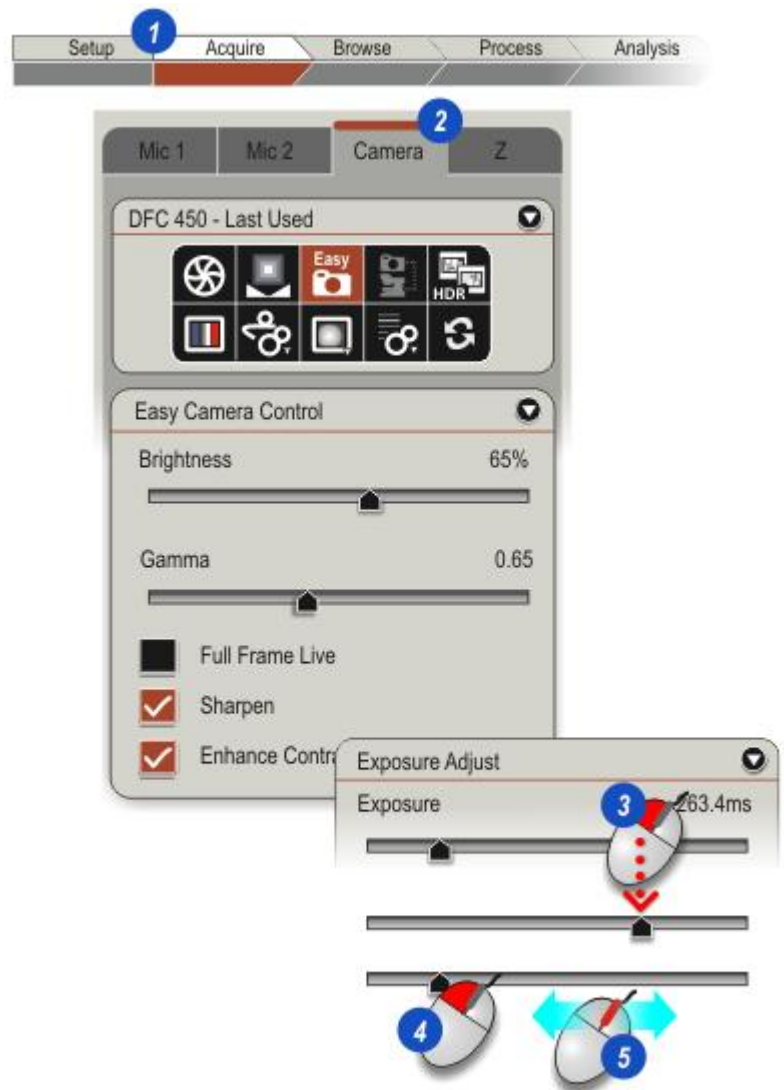 1
Setup Acquire Browse Process Analysis
2
Mic 1 Mic 2 Camera Z
DFC 450 - Last Used
Easy
HDR
Easy Camera Control
Brightness 65%
Gamma 0.65
Full Frame Live
Sharpen
Enhance Contra
Exposure Adjust
Exposure 3 263.4ms
4 5